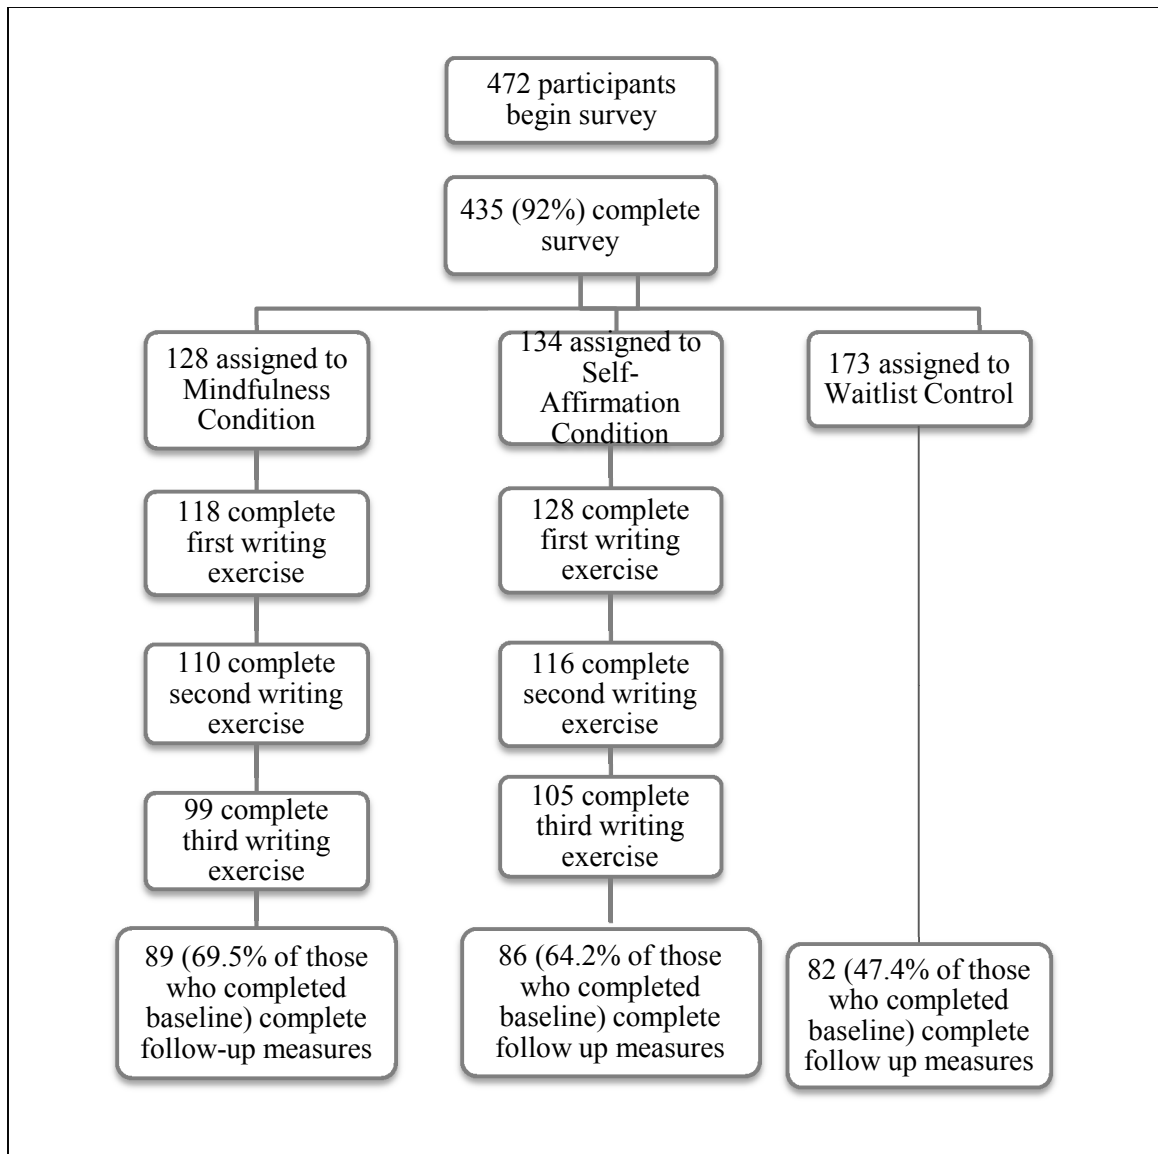 472 participants
begin survey
435 (92%) complete
survey
128 assigned to
Mindfulness
Condition
134 assigned to
Self-
Affirmation
Condition
173 assigned to
Waitlist Control
118 complete
first writing
exercise
128 complete
first writing
exercise
110 complete
second writing
exercise
116 complete
second writing
exercise
99 complete
third writing
exercise
105 complete
third writing
exercise
89 (69.5% of those
who completed
baseline) complete
follow-up measures
86 (64.2% of those
who completed
baseline) complete
follow up measures
82 (47.4% of those
who completed
baseline) complete
follow up measures